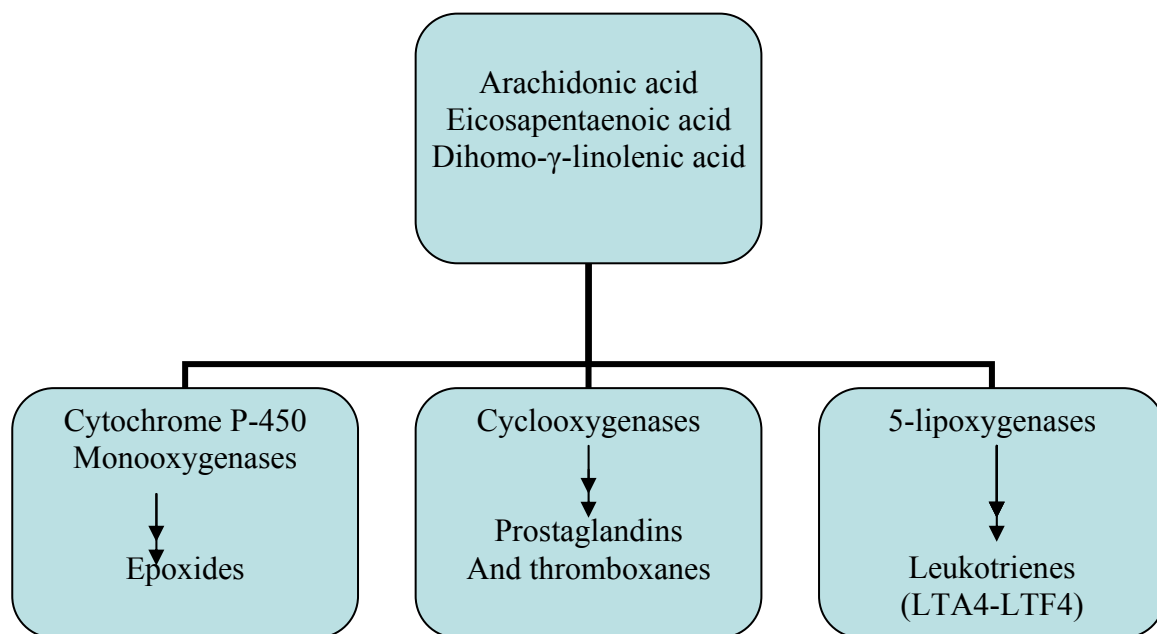 Arachidonic acid
Eicosapentaenoic acid
Dihomo-γ-linolenic acid
Cytochrome P-450
Monooxygenases
Epoxides
Cyclooxygenases
Prostaglandins
And thromboxanes
5-lipoxygenases
Leukotrienes
(LTA4-LTF4)